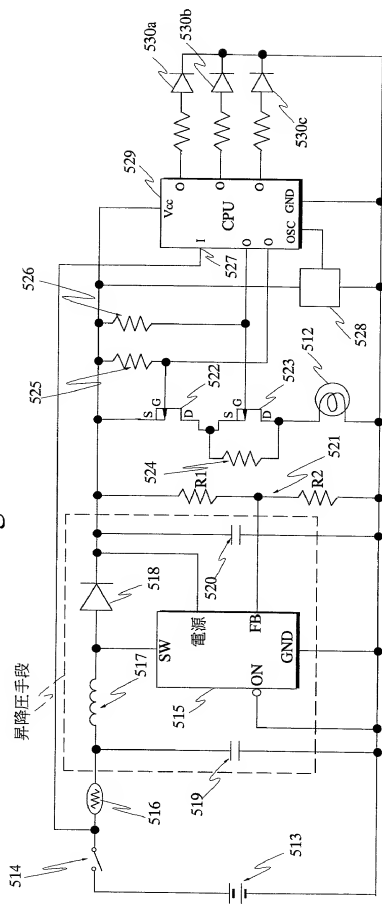 昇降圧手段
514
516
517
518
519
520
513
515
SW
電源
FB
ON
GND
R1
R2
521
524
525
526
S
G
D
522
S
G
D
523
512
528
527
529
Vcc
I
CPU
O
O
O
O
O
OSC
GND
530a
530b
530c